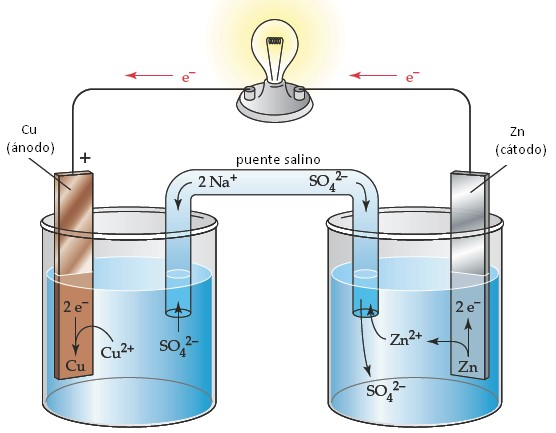 e⁻
e⁻
Cu
(ánodo)
+
Zn
(cátodo)
puente salino
2 Na⁺
SO₄²⁻
2 e⁻
Cu²⁺
Cu
SO₄²⁻
2 e⁻
Zn²⁺
Zn
SO₄²⁻